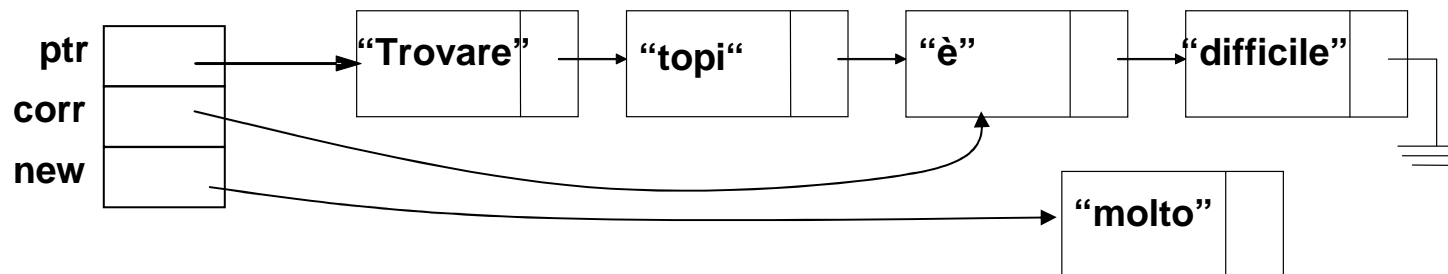 ptr “Trovare” “topi“ “è” “difficile”
corr
new
“molto”